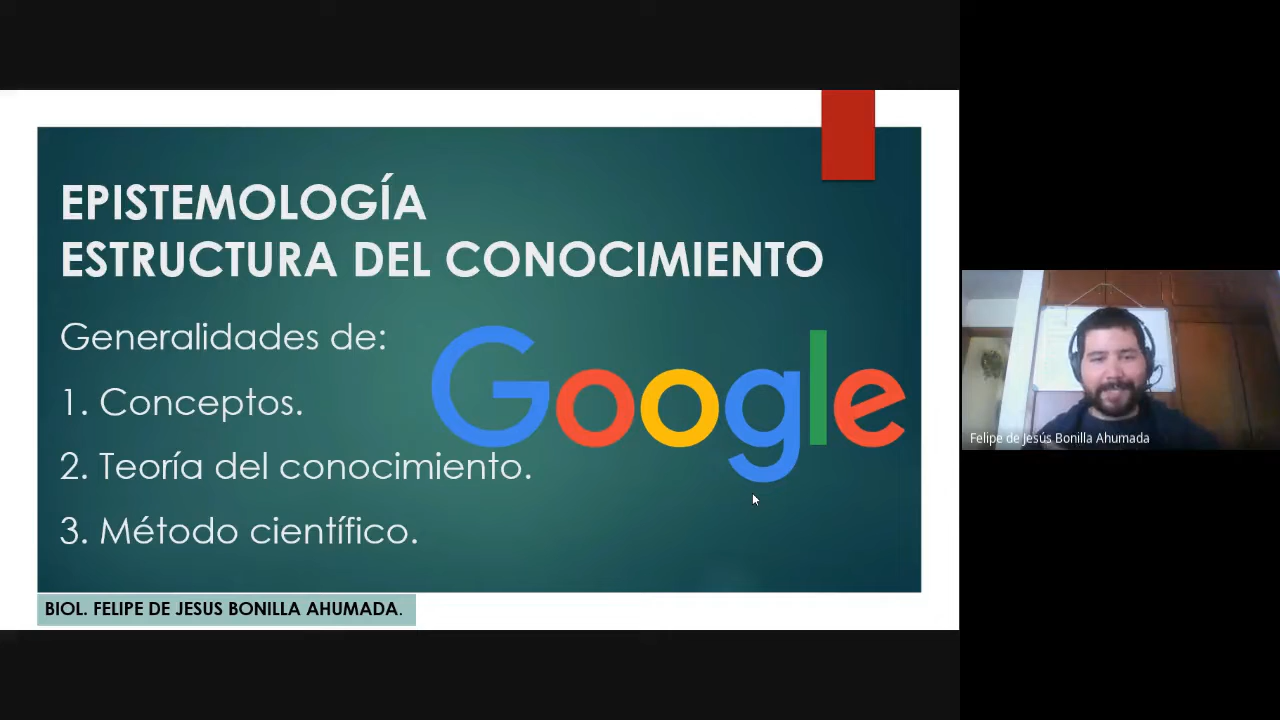 EPISTEMOLOGÍA
ESTRUCTURA DEL CONOCIMIENTO
Generalidades de:
1. Conceptos.
2. Teoría del conocimiento.
3. Método científico.
Google
BIOL. FELIPE DE JESUS BONILLA AHUMADA.
Felipe de Jesús Bonilla Ahumada